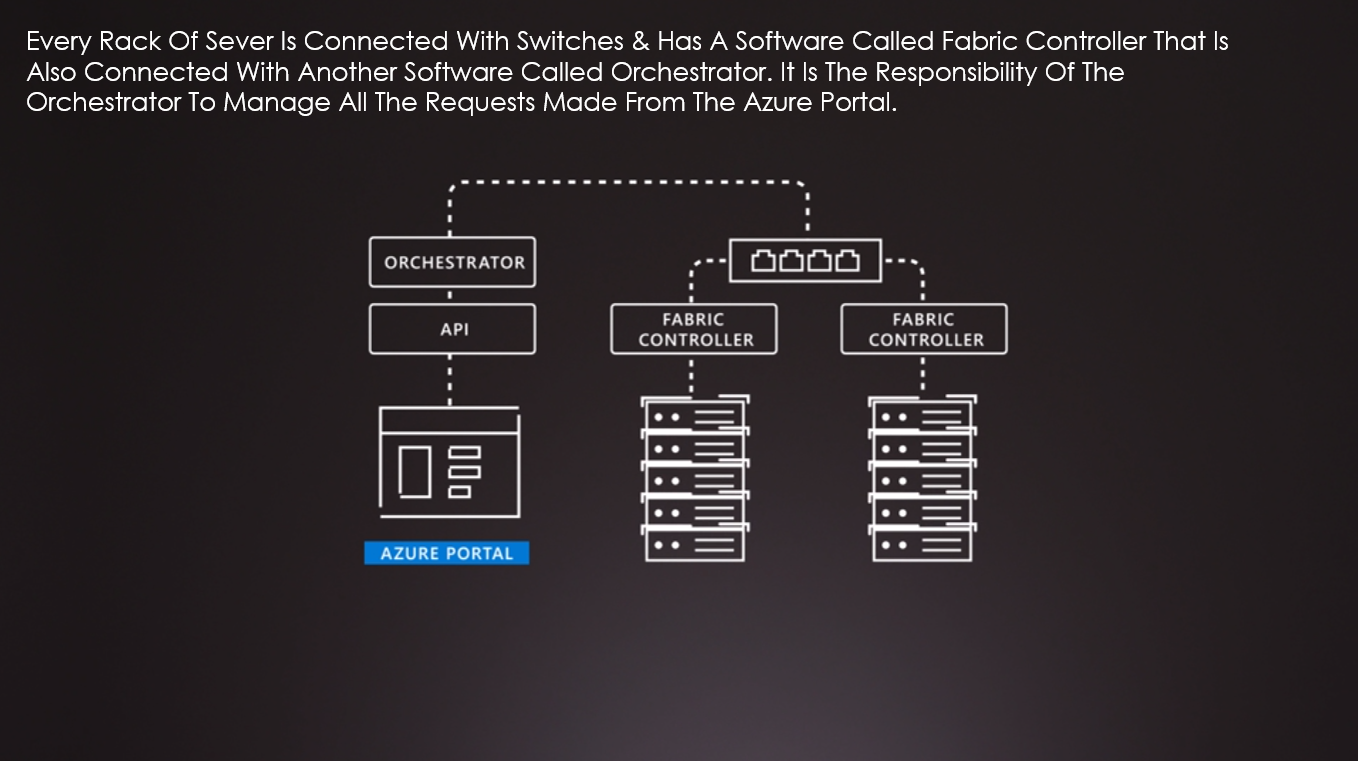 Every Rack Of Sever Is Connected With Switches & Has A Software Called Fabric Controller That Is
Also Connected With Another Software Called Orchestrator. It Is The Responsibility Of The
Orchestrator To Manage All The Requests Made From The Azure Portal.
ORCHESTRATOR
API
FABRIC
CONTROLLER
FABRIC
CONTROLLER
AZURE PORTAL